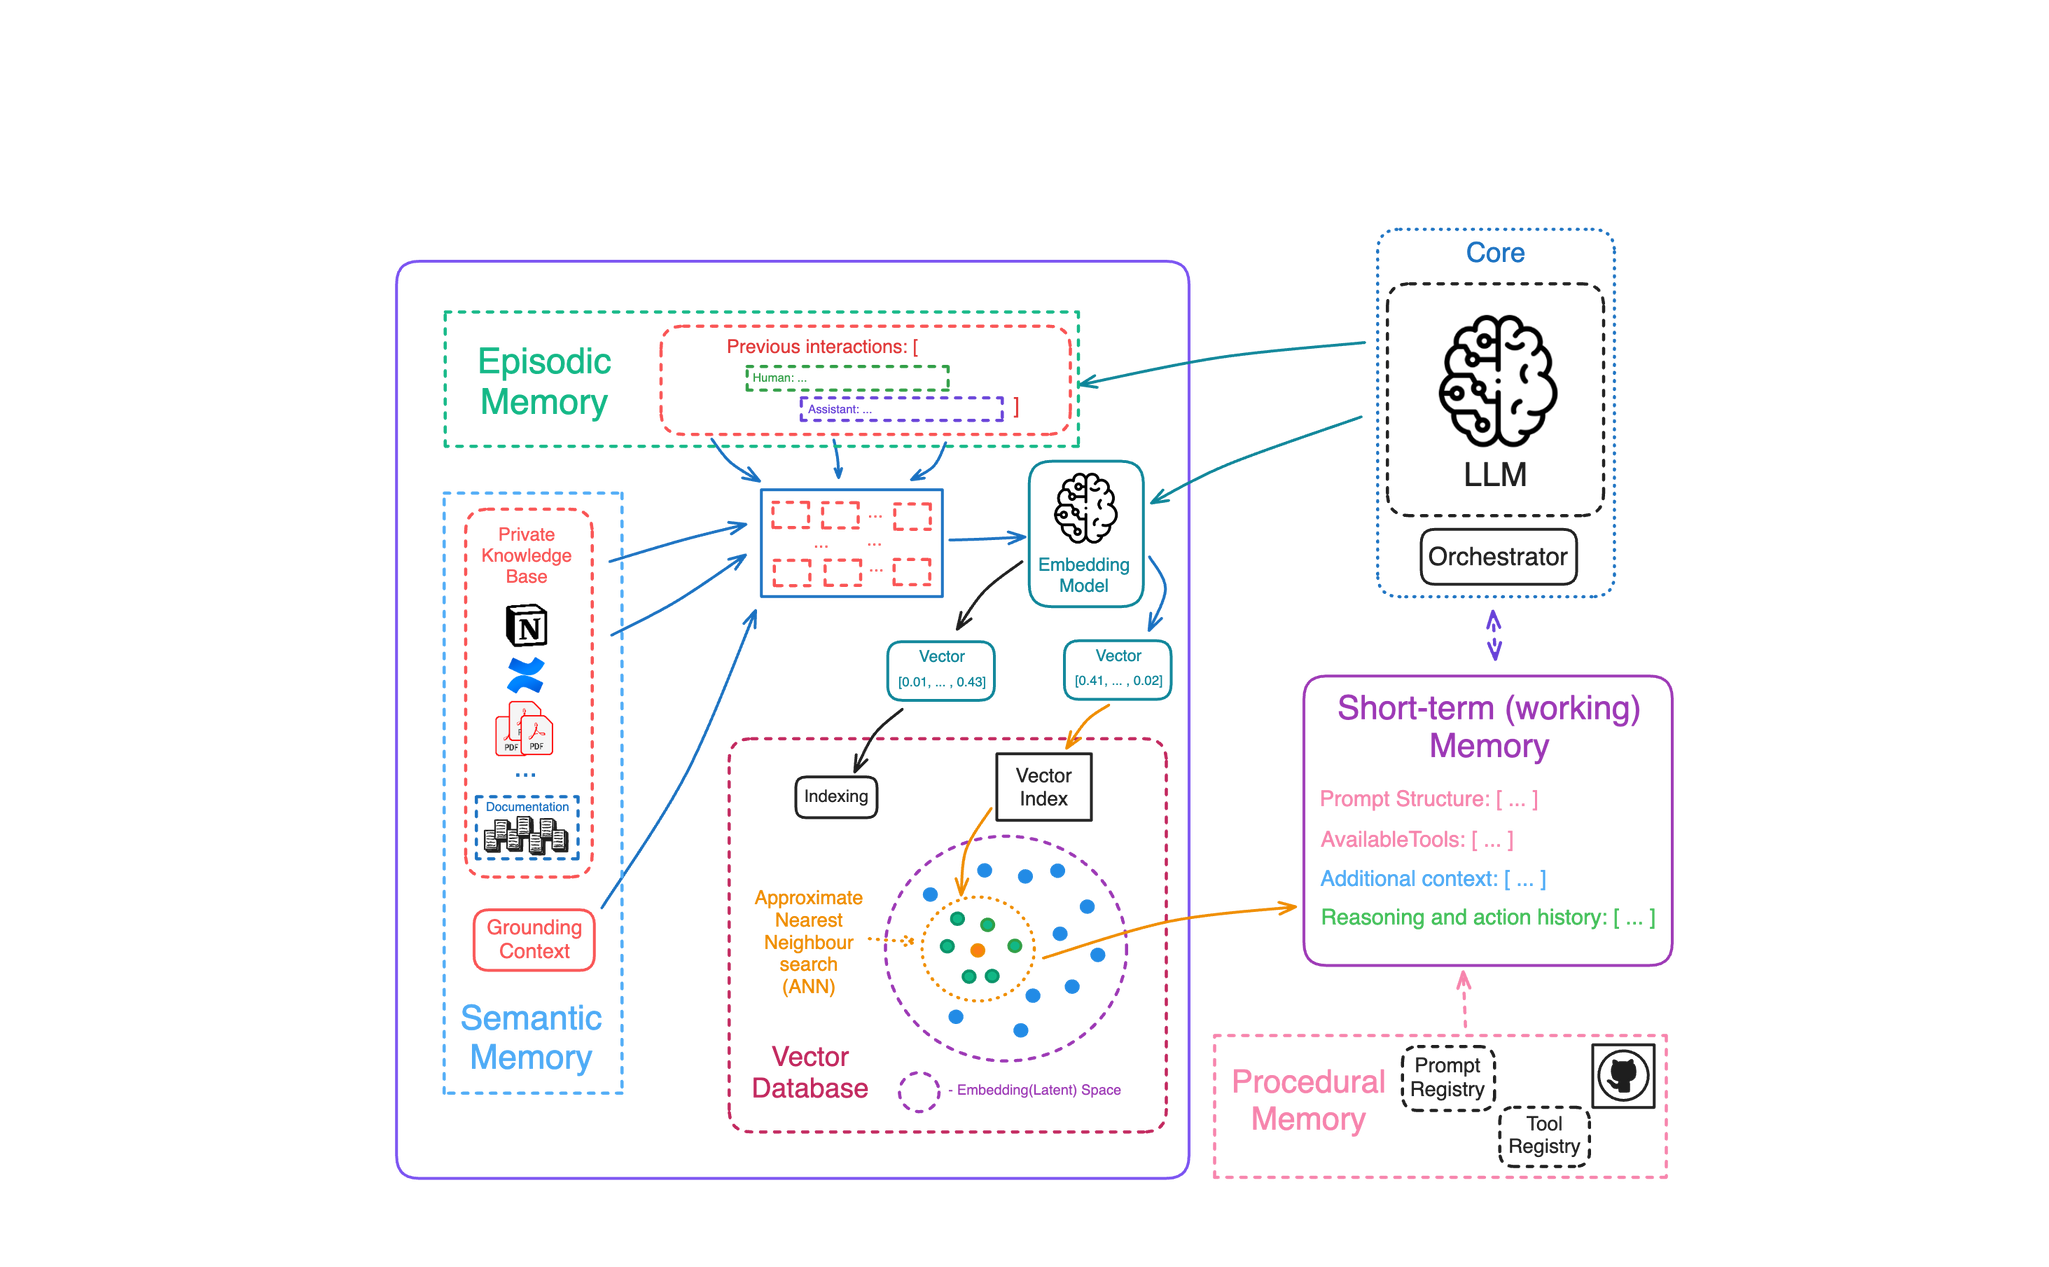 Core
LLM
Orchestrator
Episodic
Memory
Previous interactions: [
Human: ...
Assistant: ...
]
Private
Knowledge
Base
N
PDF
PDF
...
Documentation
Grounding
Context
Semantic
Memory
...
... ...
...
Embedding
Model
Vector
[0.01, ... , 0.43]
Vector
[0.41, ... , 0.02]
Indexing
Vector
Index
Approximate
Nearest
Neighbour
search
(ANN)
Vector
Database
- Embedding(Latent) Space
Short-term (working)
Memory
Prompt Structure: [ ... ]
AvailableTools: [ ... ]
Additional context: [ ... ]
Reasoning and action history: [ ... ]
Procedural
Memory
Prompt
Registry
Tool
Registry